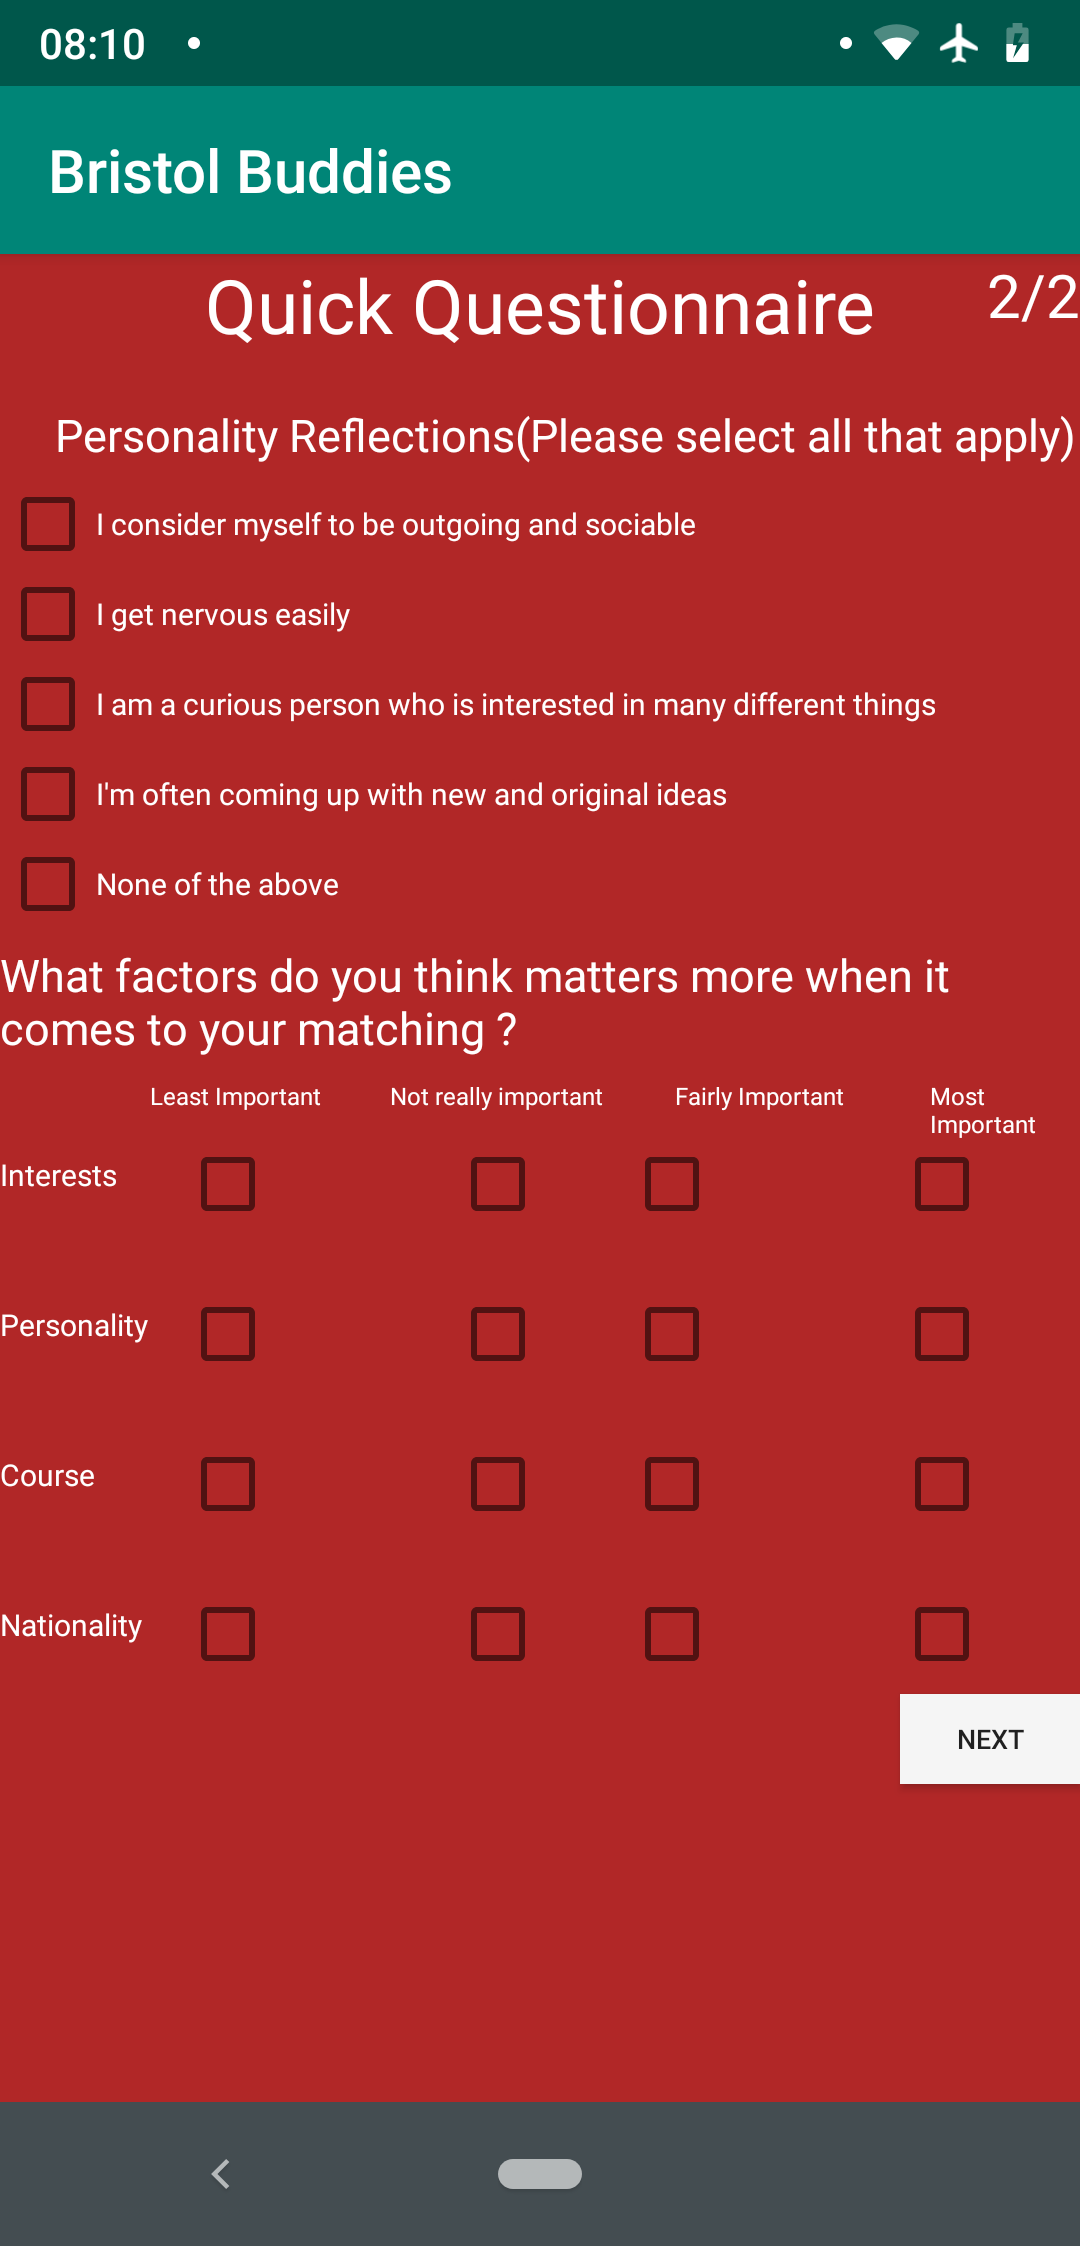 08:10
Bristol Buddies
Quick Questionnaire
2/2
Personality Reflections(Please select all that apply)
I consider myself to be outgoing and sociable
I get nervous easily
I am a curious person who is interested in many different things
I'm often coming up with new and original ideas
None of the above
What factors do you think matters more when it
comes to your matching ?
Least Important
Not really important
Fairly Important
Most
Important
Interests
Personality
Course
Nationality
NEXT